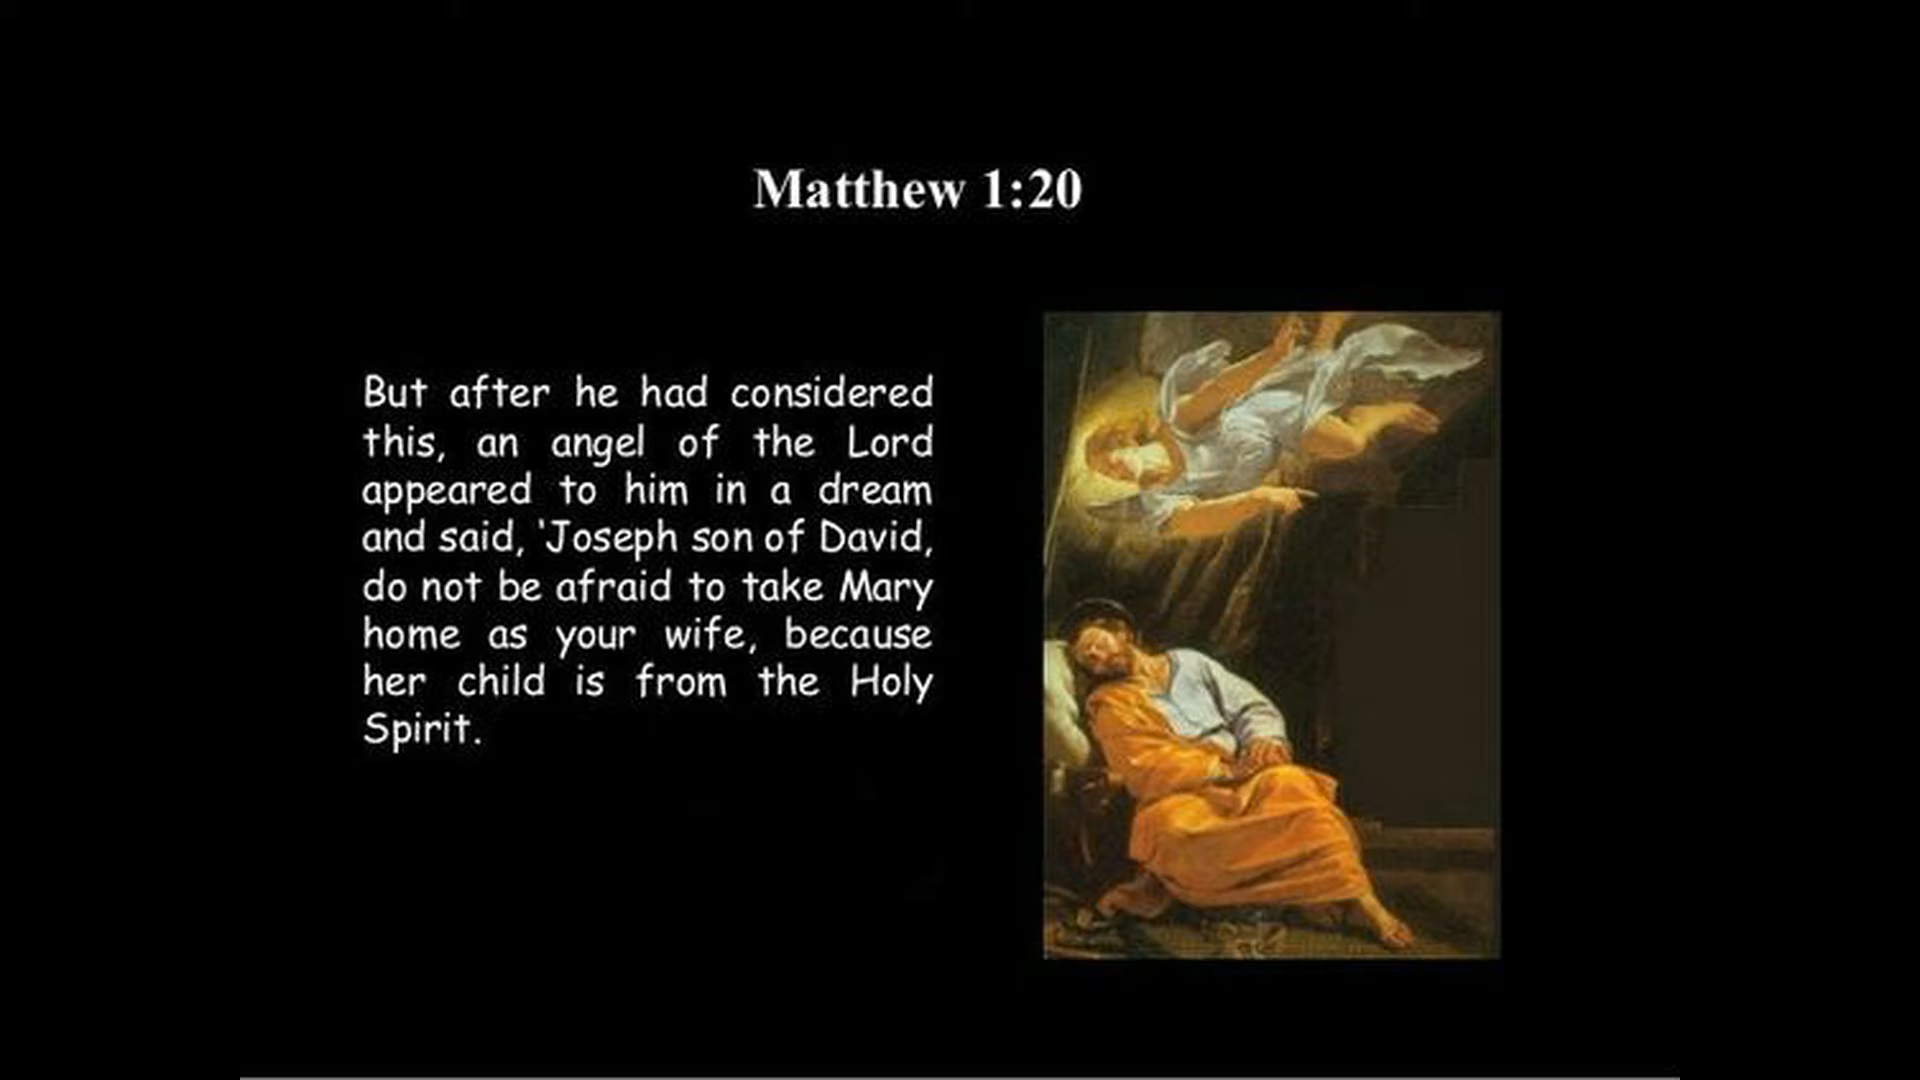 Matthew 1:20
But after he had considered
this, an angel of the Lord
appeared to him in a dream
and said, ‘Joseph son of David,
do not be afraid to take Mary
home as your wife, because
her child is from the Holy
Spirit.